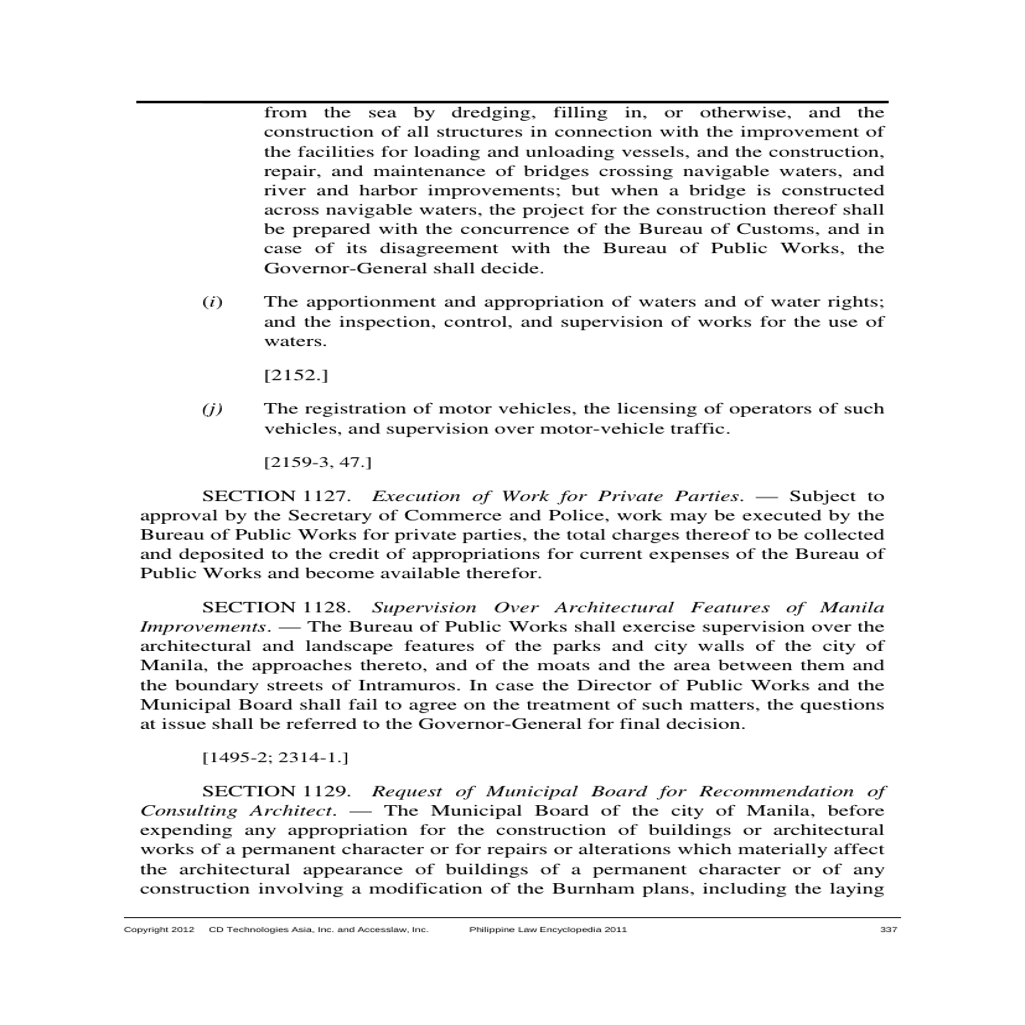 from the sea by dredging, filling in, or otherwise, and the
construction of all structures in connection with the improvement of
the facilities for loading and unloading vessels, and the construction,
repair, and maintenance of bridges crossing navigable waters, and
river and harbor improvements; but when a bridge is constructed
across navigable waters, the project for the construction thereof shall
be prepared with the concurrence of the Bureau of Customs, and in
case of its disagreement with the Bureau of Public Works, the
Governor-General shall decide.
(i) The apportionment and appropriation of waters and of water rights;
and the inspection, control, and supervision of works for the use of
waters.
[2152.]
(j) The registration of motor vehicles, the licensing of operators of such
vehicles, and supervision over motor-vehicle traffic.
[2159-3, 47.]
SECTION 1127. Execution of Work for Private Parties. — Subject to
approval by the Secretary of Commerce and Police, work may be executed by the
Bureau of Public Works for private parties, the total charges thereof to be collected
and deposited to the credit of appropriations for current expenses of the Bureau of
Public Works and become available therefor.
SECTION 1128. Supervision Over Architectural Features of Manila
Improvements. — The Bureau of Public Works shall exercise supervision over the
architectural and landscape features of the parks and city walls of the city of
Manila, the approaches thereto, and of the moats and the area between them and
the boundary streets of Intramuros. In case the Director of Public Works and the
Municipal Board shall fail to agree on the treatment of such matters, the questions
at issue shall be referred to the Governor-General for final decision.
[1495-2; 2314-1.]
SECTION 1129. Request of Municipal Board for Recommendation of
Consulting Architect. — The Municipal Board of the city of Manila, before
expending any appropriation for the construction of buildings or architectural
works of a permanent character or for repairs or alterations which materially affect
the architectural appearance of buildings of a permanent character or of any
construction involving a modification of the Burnham plans, including the laying
Copyright 2012 CD Technologies Asia, Inc. and Accesslaw, Inc. Philippine Law Encyclopedia 2011 337